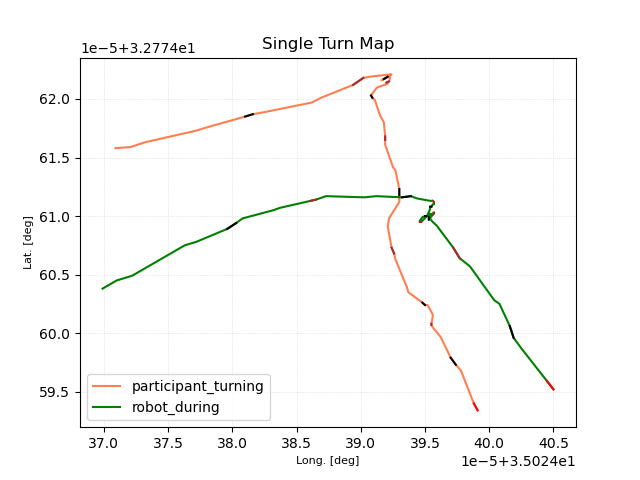 Single Turn Map
1e−5+3.2774e1
62.0
61.5
61.0
60.5
60.0
59.5
Lat. [deg]
participant_turning
robot_during
37.0 37.5 38.0 38.5 39.0 39.5 40.0 40.5
Long. [deg]
1e−5+3.5024e1